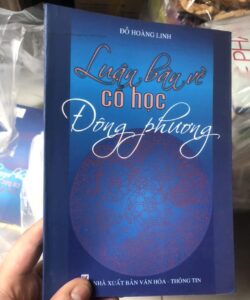 ĐỖ HOÀNG LINH
Luận bàn về
cổ học
Đông phương
NHÀ XUẤT BẢN VĂN HÓA - THÔNG TIN